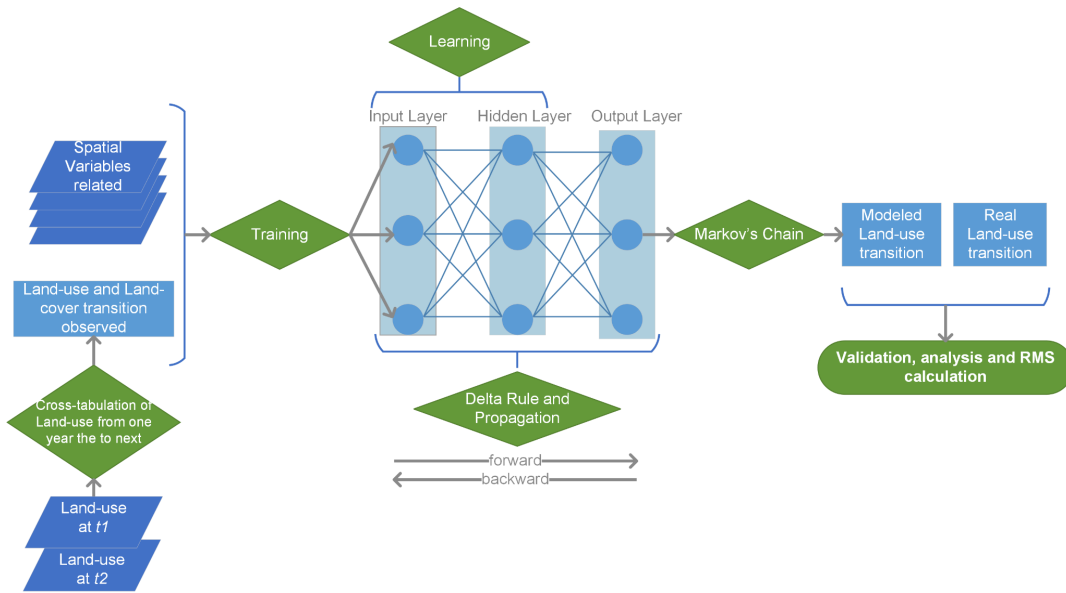 Learning
Input Layer
Hidden Layer
Output Layer
Spatial
Variables
related
Training
Markov's Chain
Modeled
Land-use
transition
Real
Land-use
transition
Land-use and Land-
cover transition
observed
Validation, analysis and RMS
calculation
Cross-tabulation of
Land-use from one
year the to next
Delta Rule and
Propagation
forward
backward
Land-use
at t1
Land-use
at t2